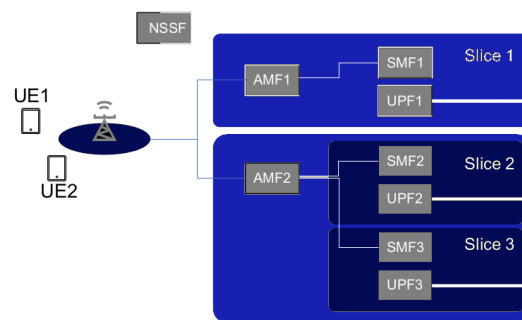 NSSF
Slice 1
SMF1
AMF1
UPF1
UE1
UE2
AMF2
SMF2
Slice 2
UPF2
SMF3
Slice 3
UPF3